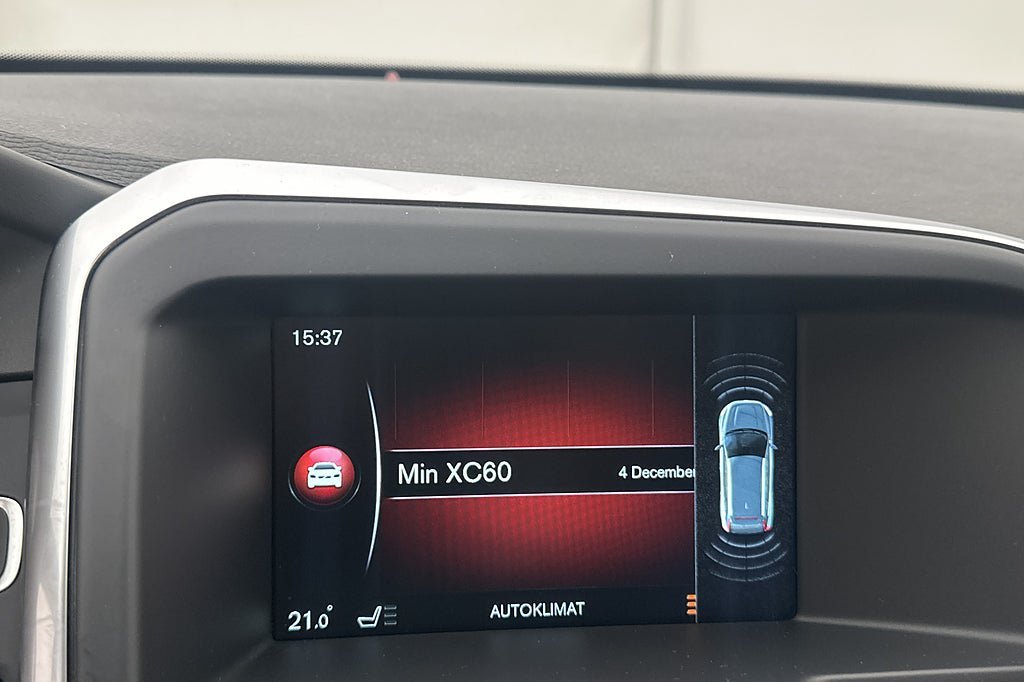 15:37
Min XC60 4 December
21.0°
AUTOKLIMAT